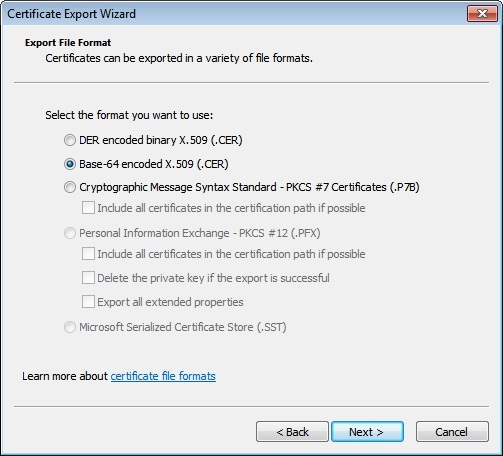 Certificate Export Wizard
Export File Format
Certificates can be exported in a variety of file formats.
Select the format you want to use:
DER encoded binary X.509 (.CER)
Base-64 encoded X.509 (.CER)
Cryptographic Message Syntax Standard - PKCS #7 Certificates (.P7B)
Include all certificates in the certification path if possible
Personal Information Exchange - PKCS #12 (.PFX)
Include all certificates in the certification path if possible
Delete the private key if the export is successful
Export all extended properties
Microsoft Serialized Certificate Store (.SST)
Learn more about certificate file formats
< Back Next > Cancel